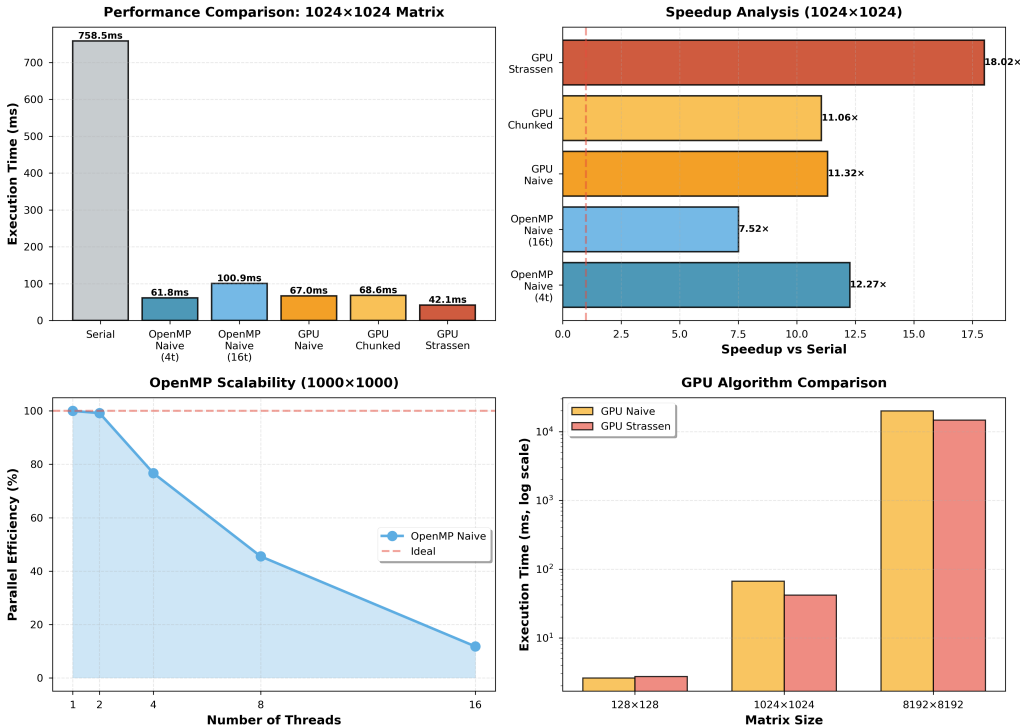 Performance Comparison: 1024×1024 Matrix
Execution Time (ms)
700
600
500
400
300
200
100
0
758.5ms
61.8ms
100.9ms
67.0ms
68.6ms
42.1ms
Serial
OpenMP
Naive
(4t)
OpenMP
Naive
(16t)
GPU
Naive
GPU
Chunked
GPU
Strassen
Speedup Analysis (1024×1024)
GPU
Strassen
18.02×
GPU
Chunked
11.06×
GPU
Naive
11.32×
OpenMP
Naive
(16t)
7.52×
OpenMP
Naive
(4t)
12.27×
0.0 2.5 5.0 7.5 10.0 12.5 15.0 17.5
Speedup vs Serial
OpenMP Scalability (1000×1000)
Parallel Efficiency (%)
100
80
60
40
20
0
OpenMP Naive
Ideal
1 2 4 8 16
Number of Threads
GPU Algorithm Comparison
Execution Time (ms, log scale)
GPU Naive
GPU Strassen
10⁴
10³
10²
10¹
128×128 1024×1024 8192×8192
Matrix Size